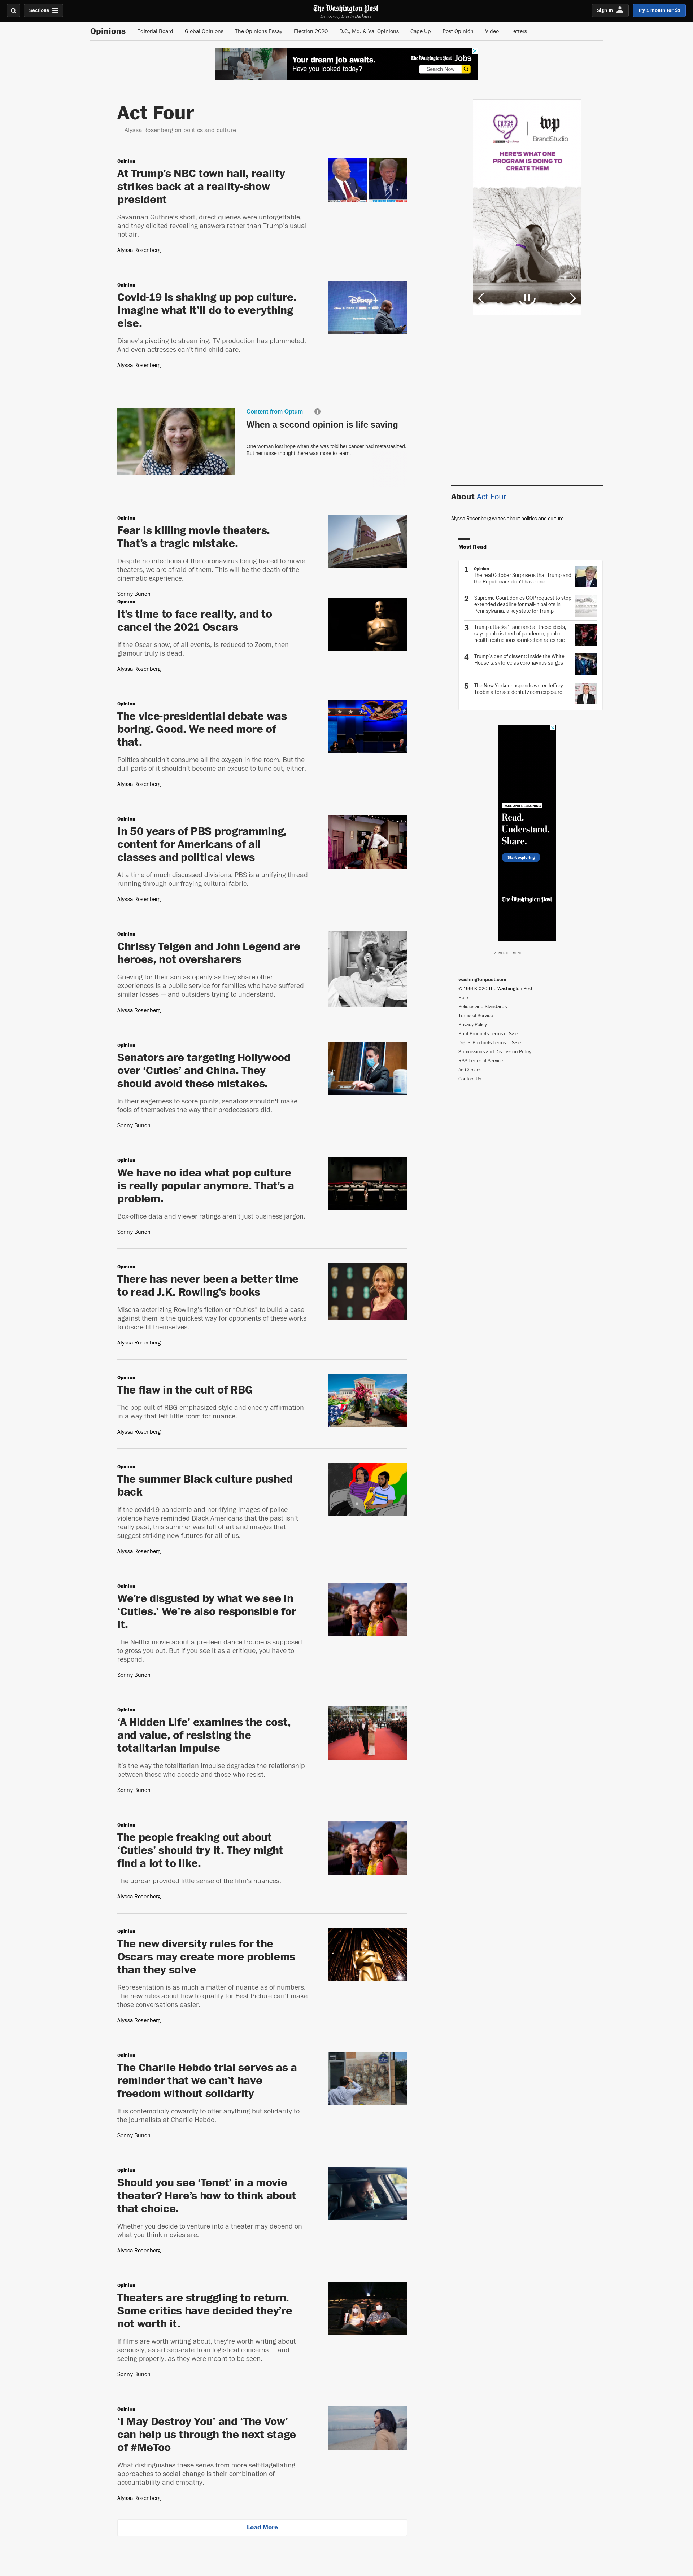 Sections
The Washington Post
Democracy Dies in Darkness
Sign In
Try 1 month for $1
Opinions
Editorial Board
Global Opinions
The Opinions Essay
Election 2020
D.C., Md. & Va. Opinions
Cape Up
Post Opinión
Video
Letters
Your dream job awaits.
Have you looked today?
The Washington Post Jobs
Search Now
Act Four
Alyssa Rosenberg on politics and culture
Opinion
At Trump’s NBC town hall, reality
strikes back at a reality-show
president
Savannah Guthrie’s short, direct queries were unforgettable,
and they elicited revealing answers rather than Trump’s usual
hot air.
Alyssa Rosenberg
Opinion
Covid-19 is shaking up pop culture.
Imagine what it’ll do to everything
else.
Disney’s pivoting to streaming. TV production has plummeted.
And even actresses can’t find child care.
Alyssa Rosenberg
Disney+
Content from Optum
When a second opinion is life saving
One woman lost hope when she was told her cancer had metastasized.
But her nurse thought there was more to learn.
Opinion
Fear is killing movie theaters.
That’s a tragic mistake.
Despite no infections of the coronavirus being traced to movie
theaters, we are afraid of them. This will be the death of the
cinematic experience.
Sonny Bunch
Opinion
It’s time to face reality, and to
cancel the 2021 Oscars
If the Oscar show, of all events, is reduced to Zoom, then
glamour truly is dead.
Alyssa Rosenberg
Opinion
The vice-presidential debate was
boring. Good. We need more of
that.
Politics shouldn’t consume all the oxygen in the room. But the
dull parts of it shouldn’t become an excuse to tune out, either.
Alyssa Rosenberg
Opinion
In 50 years of PBS programming,
content for Americans of all
classes and political views
At a time of much-discussed divisions, PBS is a unifying thread
running through our fraying cultural fabric.
Alyssa Rosenberg
Opinion
Chrissy Teigen and John Legend are
heroes, not oversharers
Grieving for their son as openly as they share other
experiences is a public service for families who have suffered
similar losses — and outsiders trying to understand.
Alyssa Rosenberg
Opinion
Senators are targeting Hollywood
over ‘Cuties’ and China. They
should avoid these mistakes.
In their eagerness to score points, senators shouldn’t make
fools of themselves the way their predecessors did.
Sonny Bunch
Opinion
We have no idea what pop culture
is really popular anymore. That’s a
problem.
Box-office data and viewer ratings aren’t just business jargon.
Sonny Bunch
Opinion
There has never been a better time
to read J.K. Rowling’s books
Mischaracterizing Rowling’s fiction or “Cuties” to build a case
against them is the quickest way for opponents of these works
to discredit themselves.
Alyssa Rosenberg
Opinion
The flaw in the cult of RBG
The pop cult of RBG emphasized style and cheery affirmation
in a way that left little room for nuance.
Alyssa Rosenberg
Opinion
The summer Black culture pushed
back
If the covid-19 pandemic and horrifying images of police
violence have reminded Black Americans that the past isn’t
really past, this summer was full of art and images that
suggest striking new futures for all of us.
Alyssa Rosenberg
Opinion
We’re disgusted by what we see in
‘Cuties.’ We’re also responsible for
it.
The Netflix movie about a pre-teen dance troupe is supposed
to gross you out. But if you see it as a critique, you have to
respond.
Sonny Bunch
Opinion
‘A Hidden Life’ examines the cost,
and value, of resisting the
totalitarian impulse
It’s the way the totalitarian impulse degrades the relationship
between those who accede and those who resist.
Sonny Bunch
Opinion
The people freaking out about
‘Cuties’ should try it. They might
find a lot to like.
The uproar provided little sense of the film’s nuances.
Alyssa Rosenberg
Opinion
The new diversity rules for the
Oscars may create more problems
than they solve
Representation is as much a matter of nuance as of numbers.
The new rules about how to qualify for Best Picture can’t make
those conversations easier.
Alyssa Rosenberg
Opinion
The Charlie Hebdo trial serves as a
reminder that we can’t have
freedom without solidarity
It is contemptibly cowardly to offer anything but solidarity to
the journalists at Charlie Hebdo.
Sonny Bunch
Opinion
Should you see ‘Tenet’ in a movie
theater? Here’s how to think about
that choice.
Whether you decide to venture into a theater may depend on
what you think movies are.
Alyssa Rosenberg
Opinion
Theaters are struggling to return.
Some critics have decided they’re
not worth it.
If films are worth writing about, they’re worth writing about
seriously, as art separate from logistical concerns — and
seeing properly, as they were meant to be seen.
Sonny Bunch
Opinion
‘I May Destroy You’ and ‘The Vow’
can help us through the next stage
of #MeToo
What distinguishes these series from more self-flagellating
approaches to social change is their combination of
accountability and empathy.
Alyssa Rosenberg
Load More
PURPLE LEASH
wp
BrandStudio
HERE'S WHAT ONE
PROGRAM IS DOING TO
CREATE THEM
About Act Four
Alyssa Rosenberg writes about politics and culture.
Most Read
1
Opinion
The real October Surprise is that Trump and
the Republicans don’t have one
2
Supreme Court denies GOP request to stop
extended deadline for mail-in ballots in
Pennsylvania, a key state for Trump
3
Trump attacks ‘Fauci and all these idiots,’
says public is tired of pandemic, public
health restrictions as infection rates rise
4
Trump’s den of dissent: Inside the White
House task force as coronavirus surges
5
The New Yorker suspends writer Jeffrey
Toobin after accidental Zoom exposure
RACE AND RECKONING
Read.
Understand.
Share.
Start exploring
The Washington Post
ADVERTISEMENT
washingtonpost.com
© 1996-2020 The Washington Post
Help
Policies and Standards
Terms of Service
Privacy Policy
Print Products Terms of Sale
Digital Products Terms of Sale
Submissions and Discussion Policy
RSS Terms of Service
Ad Choices
Contact Us